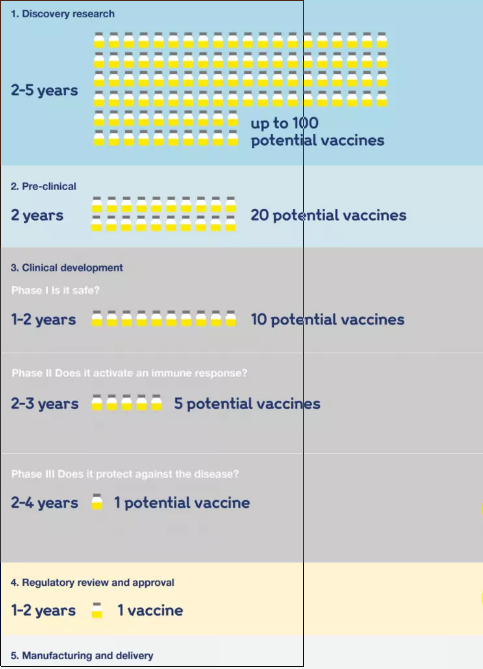 1. Discovery research
2-5 years
up to 100
potential vaccines
2. Pre-clinical
2 years
20 potential vaccines
3. Clinical development
Phase I Is it safe?
1-2 years
10 potential vaccines
Phase II Does it activate an immune response?
2-3 years
5 potential vaccines
Phase III Does it protect against the disease?
2-4 years
1 potential vaccine
4. Regulatory review and approval
1-2 years
1 vaccine
5. Manufacturing and delivery